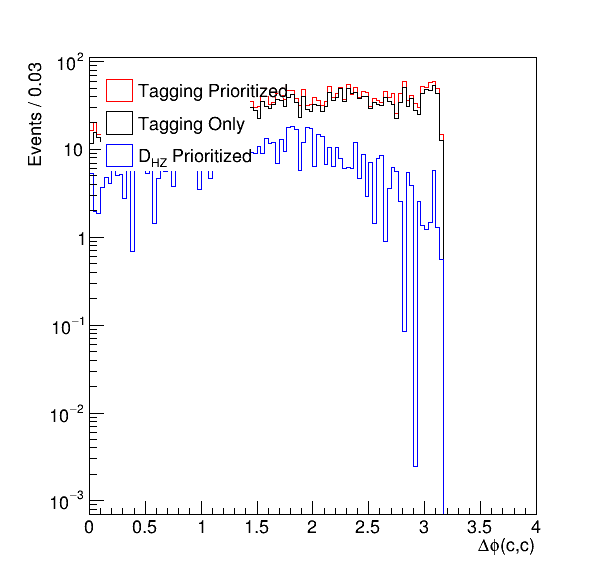 Events / 0.03
10²
10
1
10⁻¹
10⁻²
10⁻³
Tagging Prioritized
Tagging Only
D_HZ Prioritized
0 0.5 1 1.5 2 2.5 3 3.5 4
Δϕ(c,c)